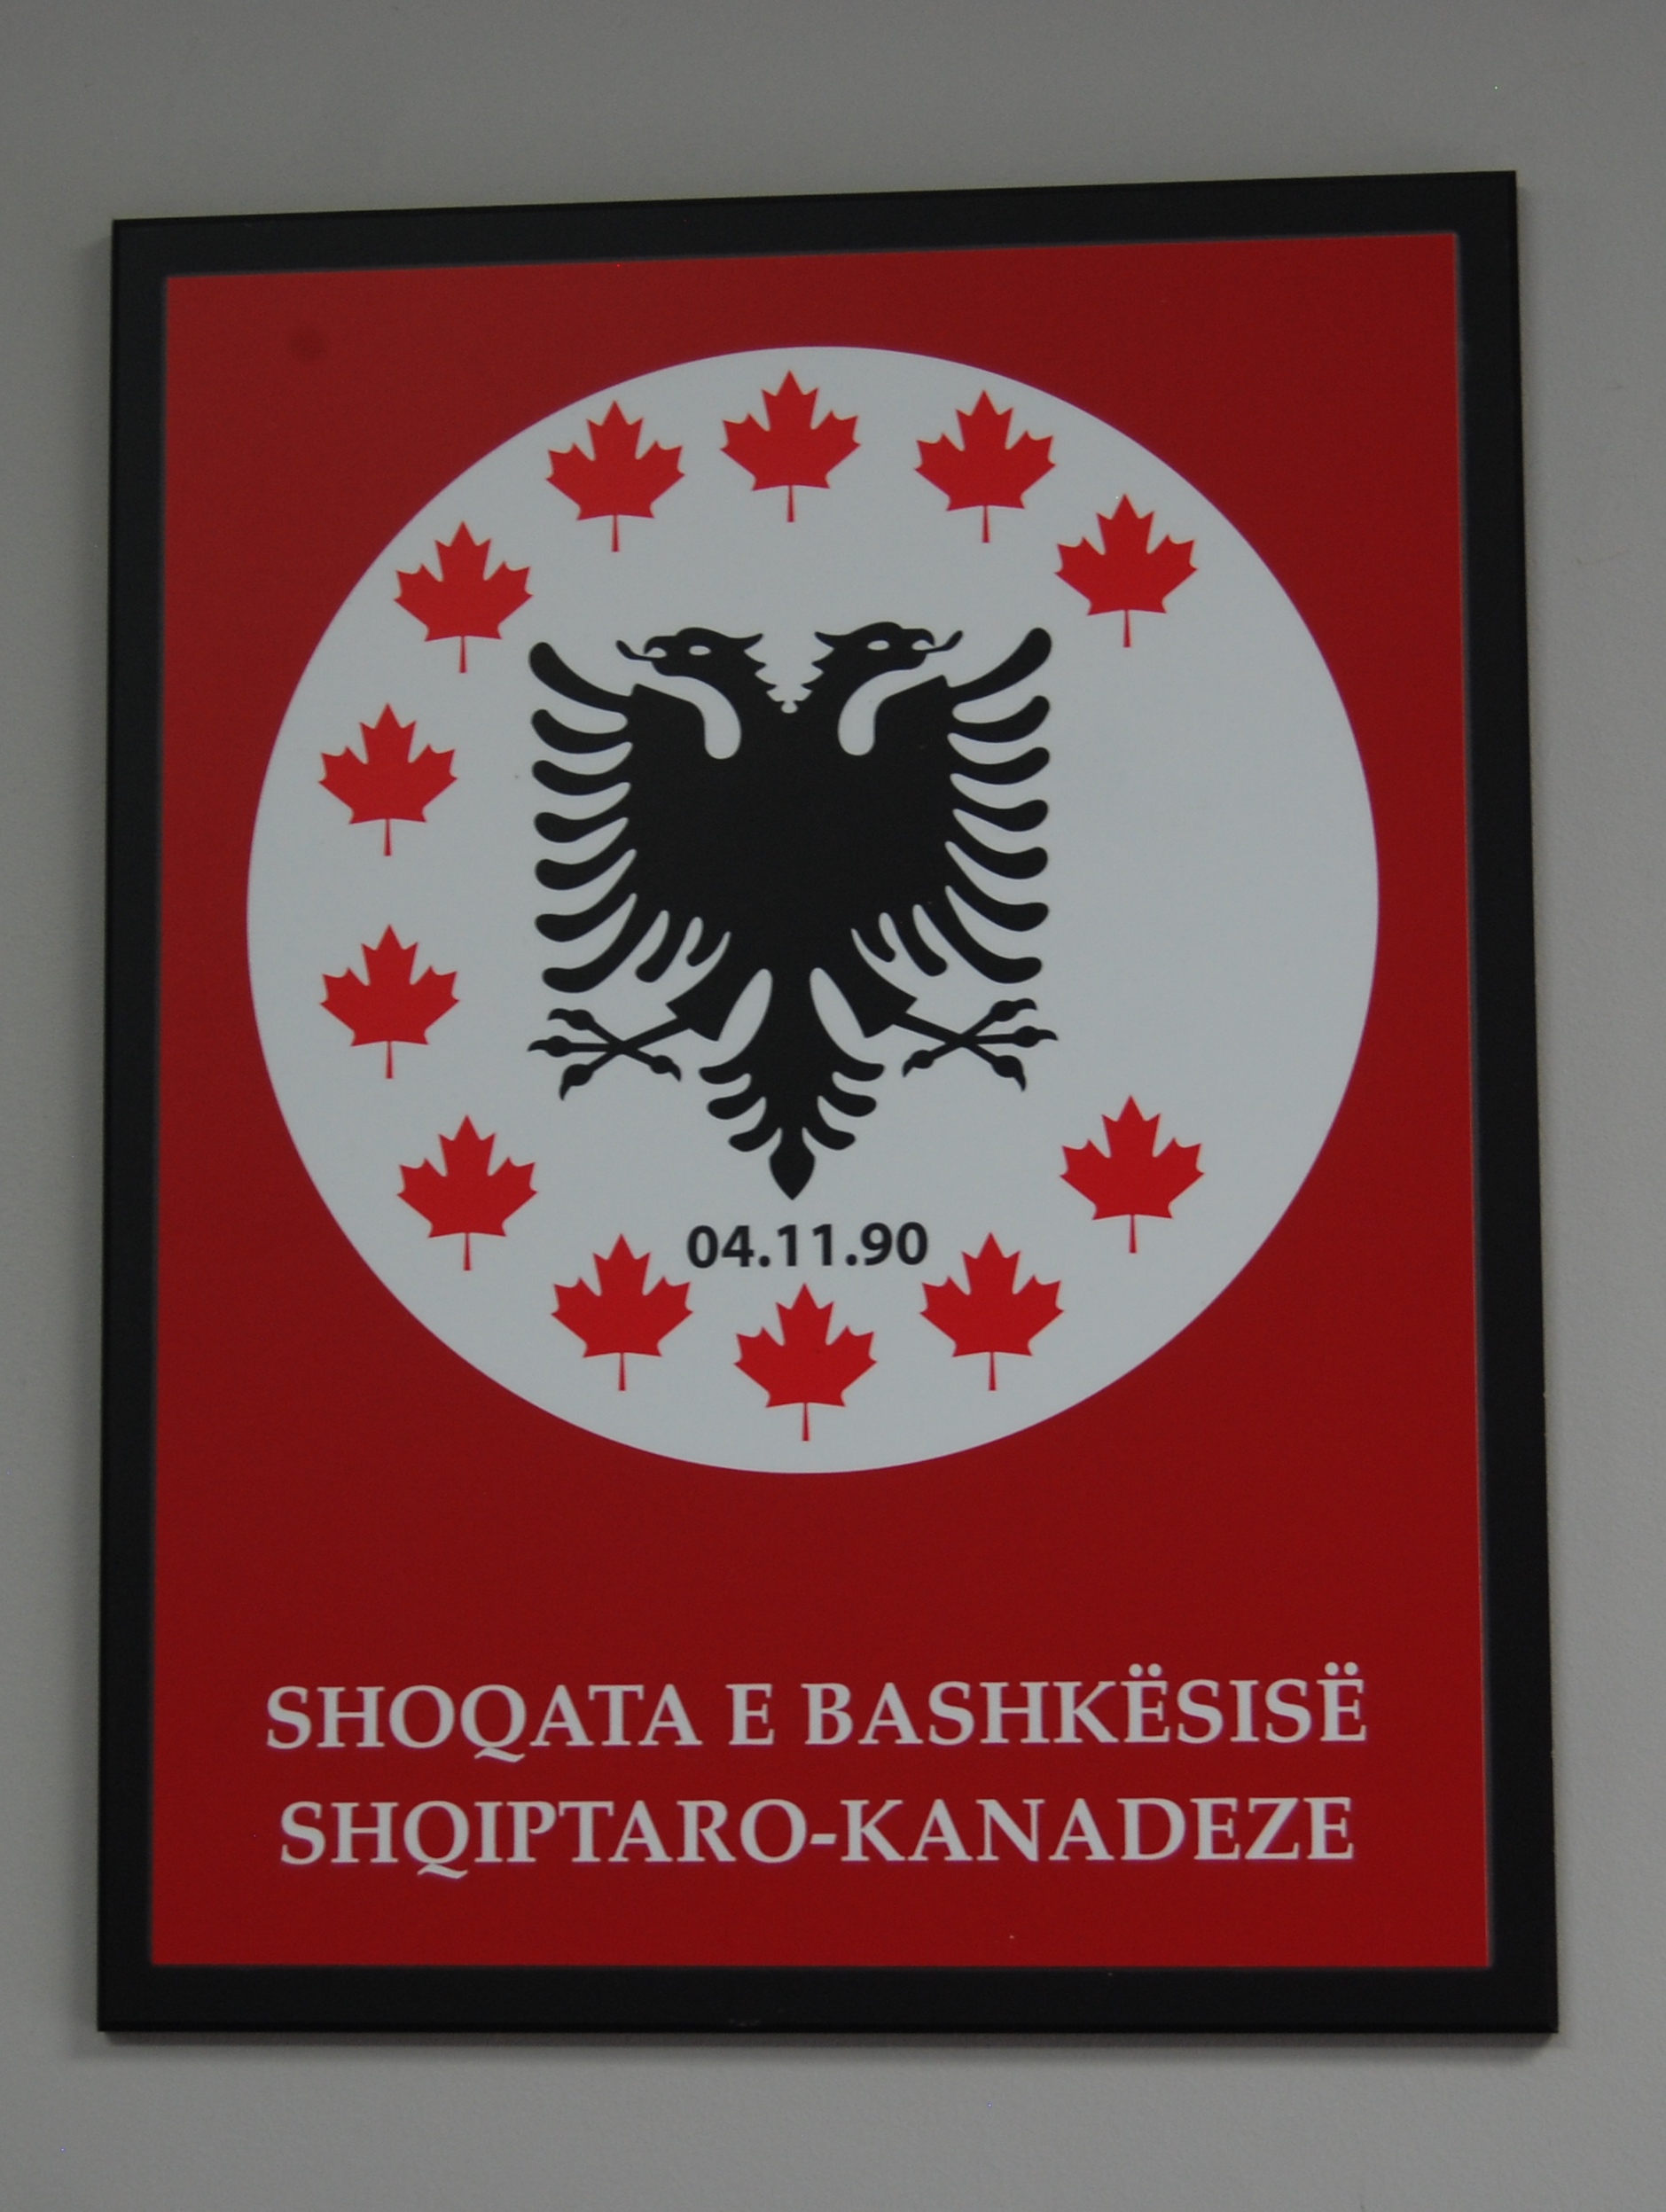 04.11.90
SHOQATA E BASHKËSISË
SHQIPTARO-KANADEZE